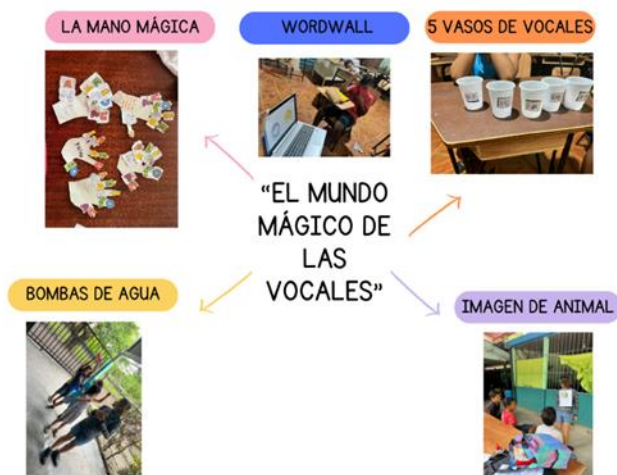 LA MANO MÁGICA
WORDWALL
5 VASOS DE VOCALES
“EL MUNDO
MÁGICO DE
LAS
VOCALES”
BOMBAS DE AGUA
IMAGEN DE ANIMAL